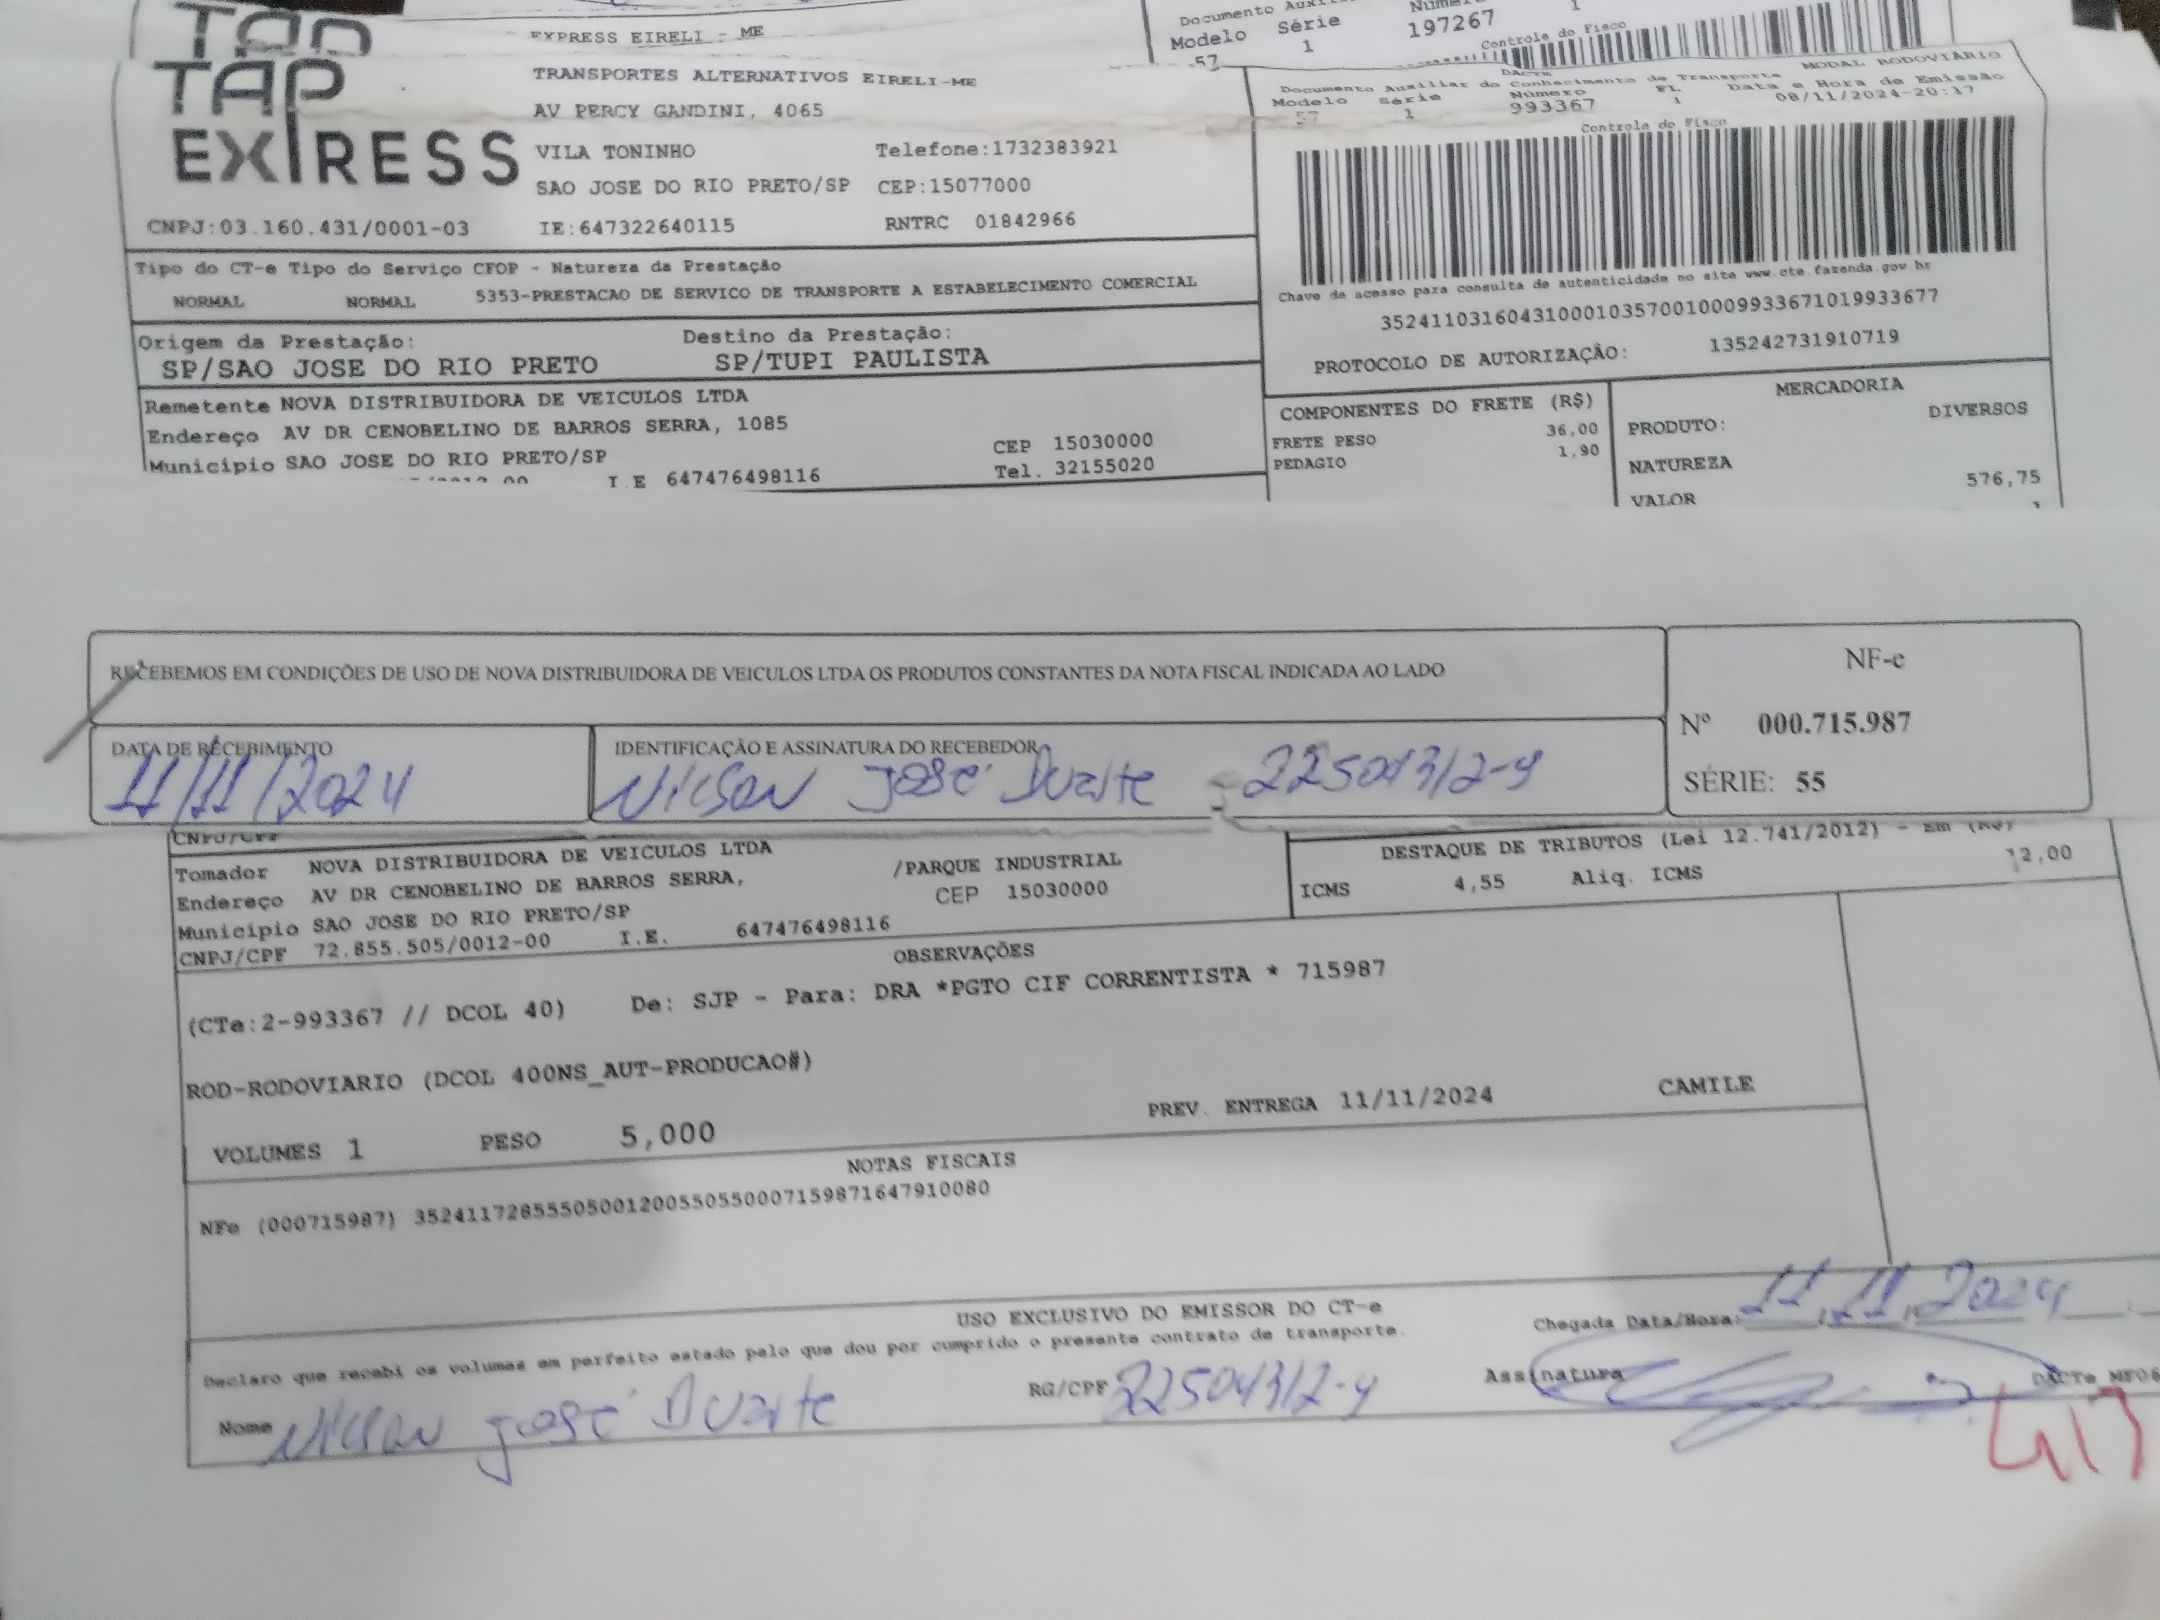 TAP
EXPRESS EIRELI - ME
Modelo Série
57 1 197267 1
Controle do Fisco
TAP
EXPRESS
TRANSPORTES ALTERNATIVOS EIRELI-ME
AV PERCY GANDINI, 4065
VILA TONINHO Telefone:1732383921
SAO JOSE DO RIO PRETO/SP CEP:15077000
CNPJ:03.160.431/0001-03 IE:647322640115 RNTRC 01842966
DACTE MODAL RODOVIÁRIO
Documento Auxiliar do Conhecimento de Transporte
Modelo Série Número FL Data e Hora de Emissão
57 1 993367 1 08/11/2024-20:17
Controle do Fisco
Chave de acesso para consulta de autenticidade no site www.cte.fazenda.gov.br
35241103160431000103570010009933671019933677
PROTOCOLO DE AUTORIZAÇÃO: 135242731910719
Tipo do CT-e Tipo do Serviço CFOP - Natureza da Prestação
NORMAL NORMAL 5353-PRESTACAO DE SERVICO DE TRANSPORTE A ESTABELECIMENTO COMERCIAL
Origem da Prestação: Destino da Prestação:
SP/SAO JOSE DO RIO PRETO SP/TUPI PAULISTA
Remetente NOVA DISTRIBUIDORA DE VEICULOS LTDA
Endereço AV DR CENOBELINO DE BARROS SERRA, 1085
Município SAO JOSE DO RIO PRETO/SP CEP 15030000
I.E 647476498116 Tel. 32155020
COMPONENTES DO FRETE (R$)
FRETE PESO 36,00
PEDAGIO 1,90
MERCADORIA
PRODUTO: DIVERSOS
NATUREZA
VALOR 576,75
RECEBEMOS EM CONDIÇÕES DE USO DE NOVA DISTRIBUIDORA DE VEICULOS LTDA OS PRODUTOS CONSTANTES DA NOTA FISCAL INDICADA AO LADO
DATA DE RECEBIMENTO IDENTIFICAÇÃO E ASSINATURA DO RECEBEDOR
11/11/2024 Nilson José Duarte - 22504312-4
NF-e
Nº 000.715.987
SÉRIE: 55
CNPJ/CPF
Tomador NOVA DISTRIBUIDORA DE VEICULOS LTDA
Endereço AV DR CENOBELINO DE BARROS SERRA, /PARQUE INDUSTRIAL
Município SAO JOSE DO RIO PRETO/SP CEP 15030000
CNPJ/CPF 72.855.505/0012-00 I.E. 647476498116
DESTAQUE DE TRIBUTOS (Lei 12.741/2012) - Em (R$)
ICMS 4,55 Aliq. ICMS 12,00
OBSERVAÇÕES
(CTe:2-993367 // DCOL 40) De: SJP - Para: DRA *PGTO CIF CORRENTISTA * 715987
ROD-RODOVIARIO (DCOL 400NS_AUT-PRODUCAO#)
VOLUMES 1 PESO 5,000 PREV. ENTREGA 11/11/2024 CAMILE
NOTAS FISCAIS
NFe (000715987) 35241172855505001200550550007159871647910080
USO EXCLUSIVO DO EMISSOR DO CT-e
Declaro que recebi os volumes em perfeito estado pelo que dou por cumprido o presente contrato de transporte.
Chegada Data/Hora: 11/11/2024
Nome Nilson José Duarte RG/CPF 22504312-4 Assinatura